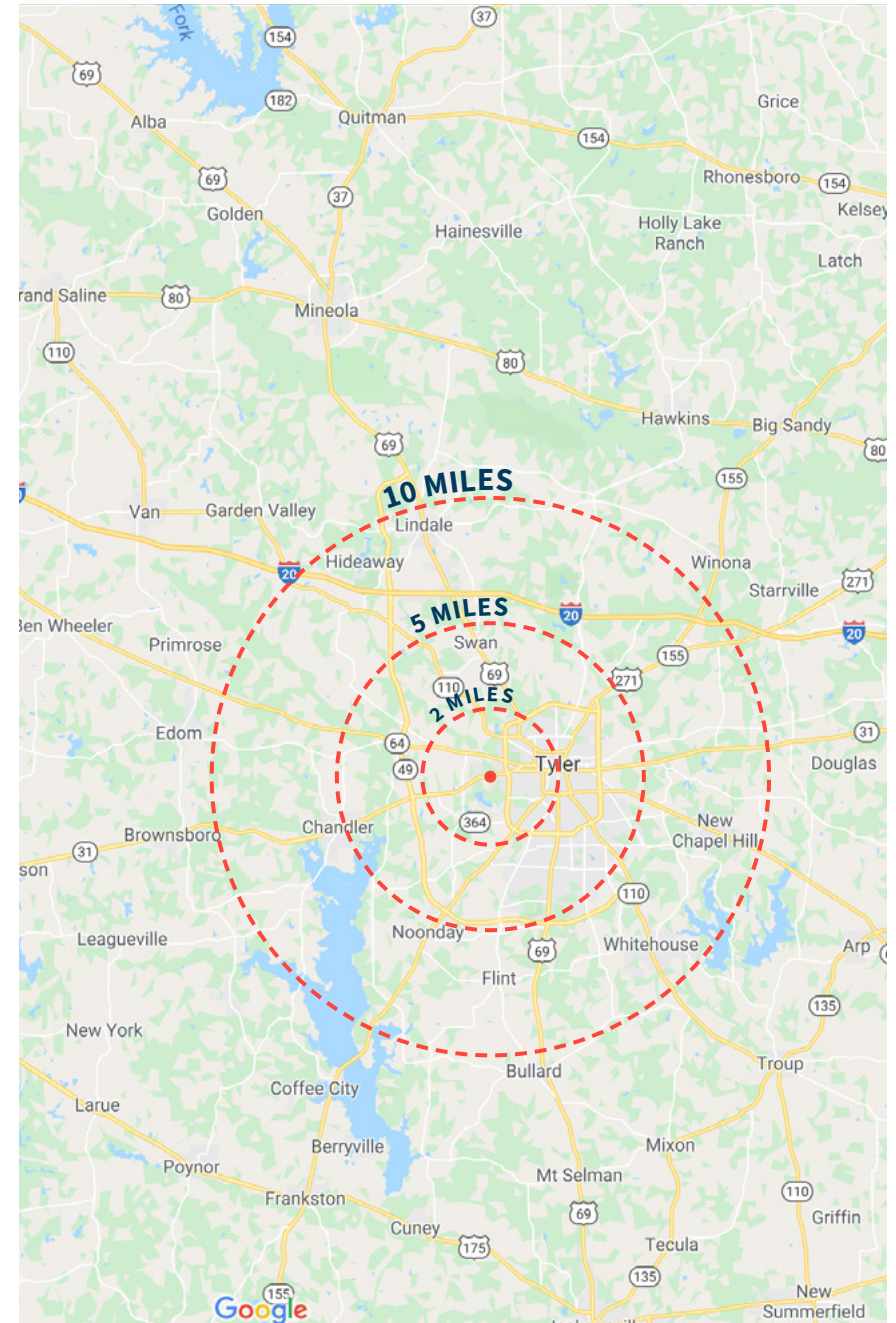 Fork
37
154
69
182
Grice
Alba
Quitman
154
69
Rhonesboro
154
37
Golden
Kelsey
Hainesville
Holly Lake
Ranch
Latch
rand Saline
80
Mineola
110
80
Hawkins
Big Sandy
69
80
155
10 MILES
Van
Garden Valley
Lindale
Hideaway
Winona
20
271
Starrville
5 MILES
20
Ben Wheeler
20
Primrose
Swan
155
69
271
110
2 MILES
Edom
64
31
49
Tyler
Douglas
364
New
Chapel Hill
Chandler
Brownsboro
31
son
110
Noonday
Leagueville
69
Whitehouse
Arp
Flint
135
New York
Bullard
Troup
Coffee City
Larue
Berryville
Mixon
Poynor
Mt Selman
110
Frankston
69
Griffin
Cuney
175
Tecula
135
155
New
Summerfield
Google